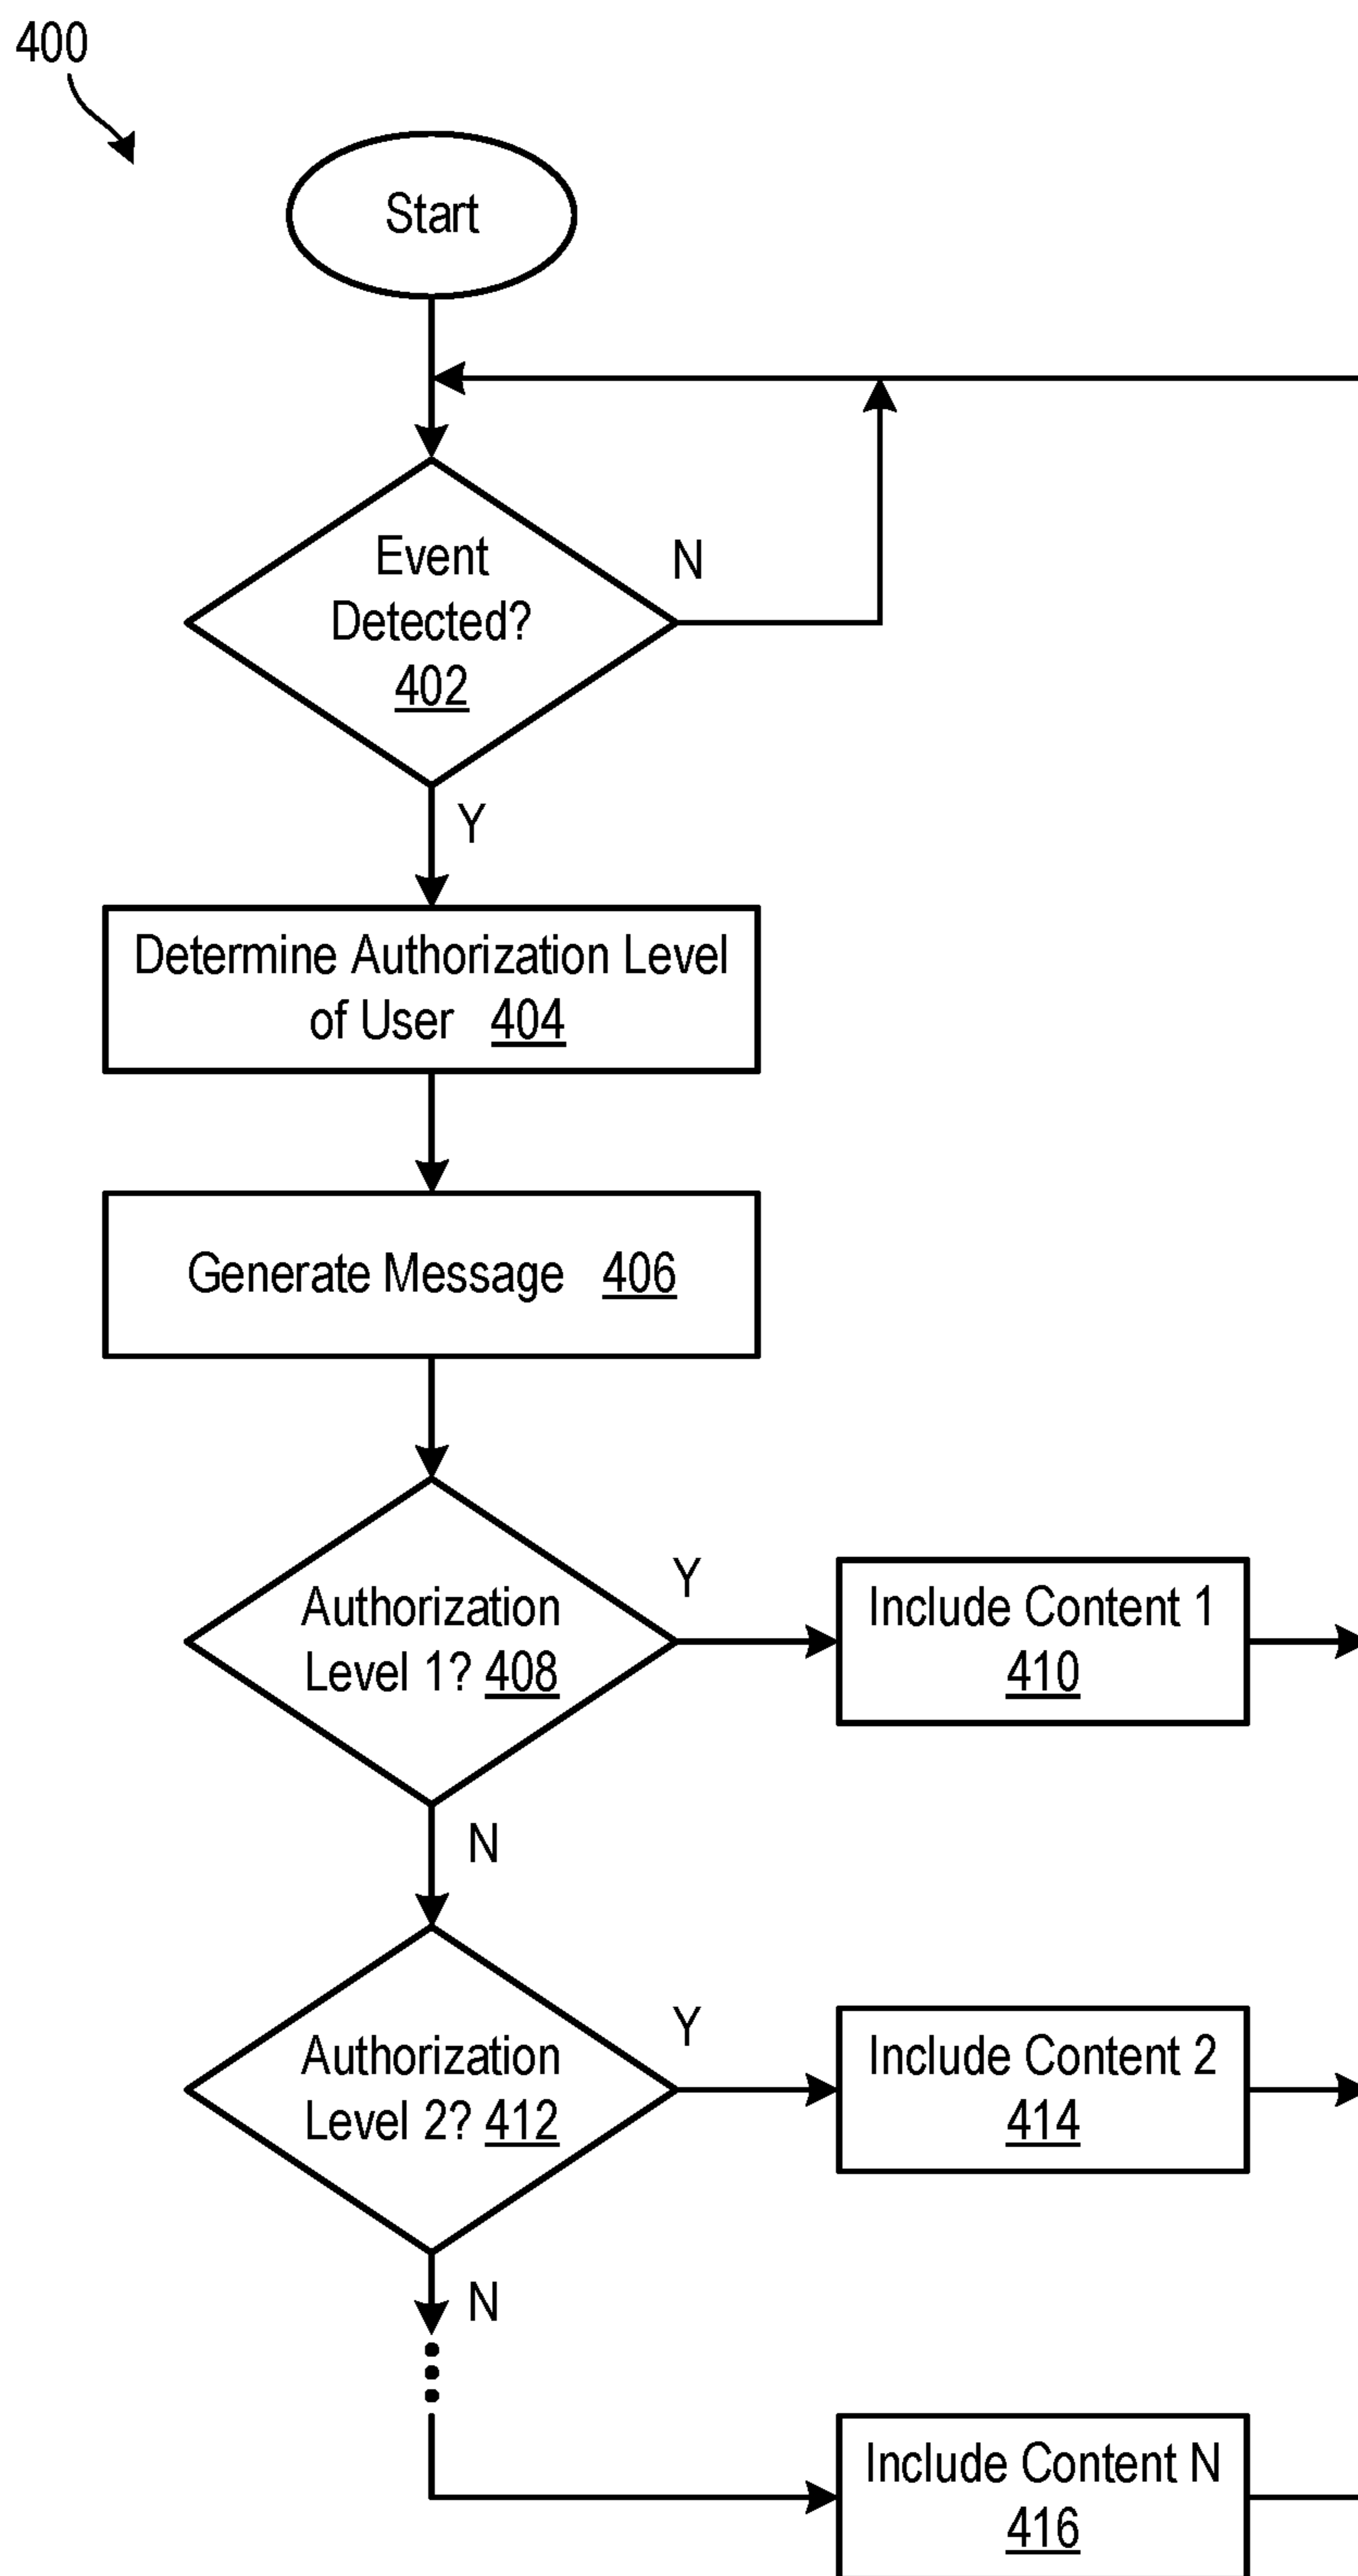 400
Start
Event
Detected?
402
N
Y
Determine Authorization Level
of User 404
Generate Message 406
Authorization
Level 1? 408
Y
Include Content 1
410
N
Authorization
Level 2? 412
Y
Include Content 2
414
N
Include Content N
416